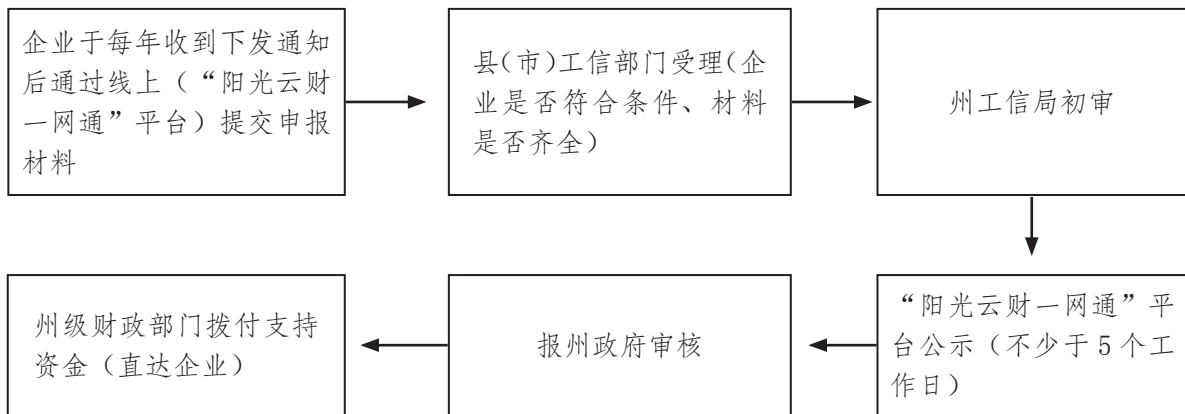 企业于每年收到下发通知
后通过线上（“阳光云财
一网通”平台）提交申报
材料
县（市）工信部门受理（企
业是否符合条件、材料
是否齐全）
州工信局初审
“阳光云财一网通”平
台公示（不少于5个工
作日）
报州政府审核
州级财政部门拨付支持
资金（直达企业）